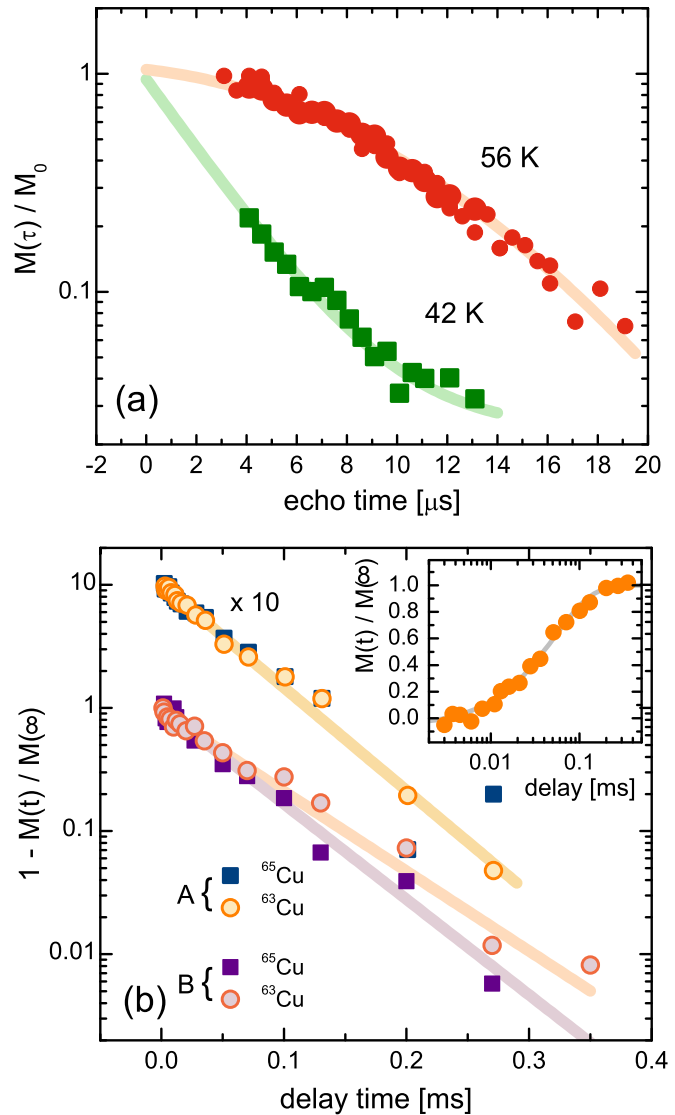 1
0.1
M(τ) / M0
56 K
42 K
(a)
-2 0 2 4 6 8 10 12 14 16 18 20
echo time [μs]
10
1
0.1
0.01
1 - M(t) / M(∞)
x 10
M(t) / M(∞)
1.0
0.8
0.6
0.4
0.2
0.0
0.01 0.1
delay [ms]
A { 65Cu
63Cu
B { 65Cu
63Cu
(b)
0.0 0.1 0.2 0.3 0.4
delay time [ms]